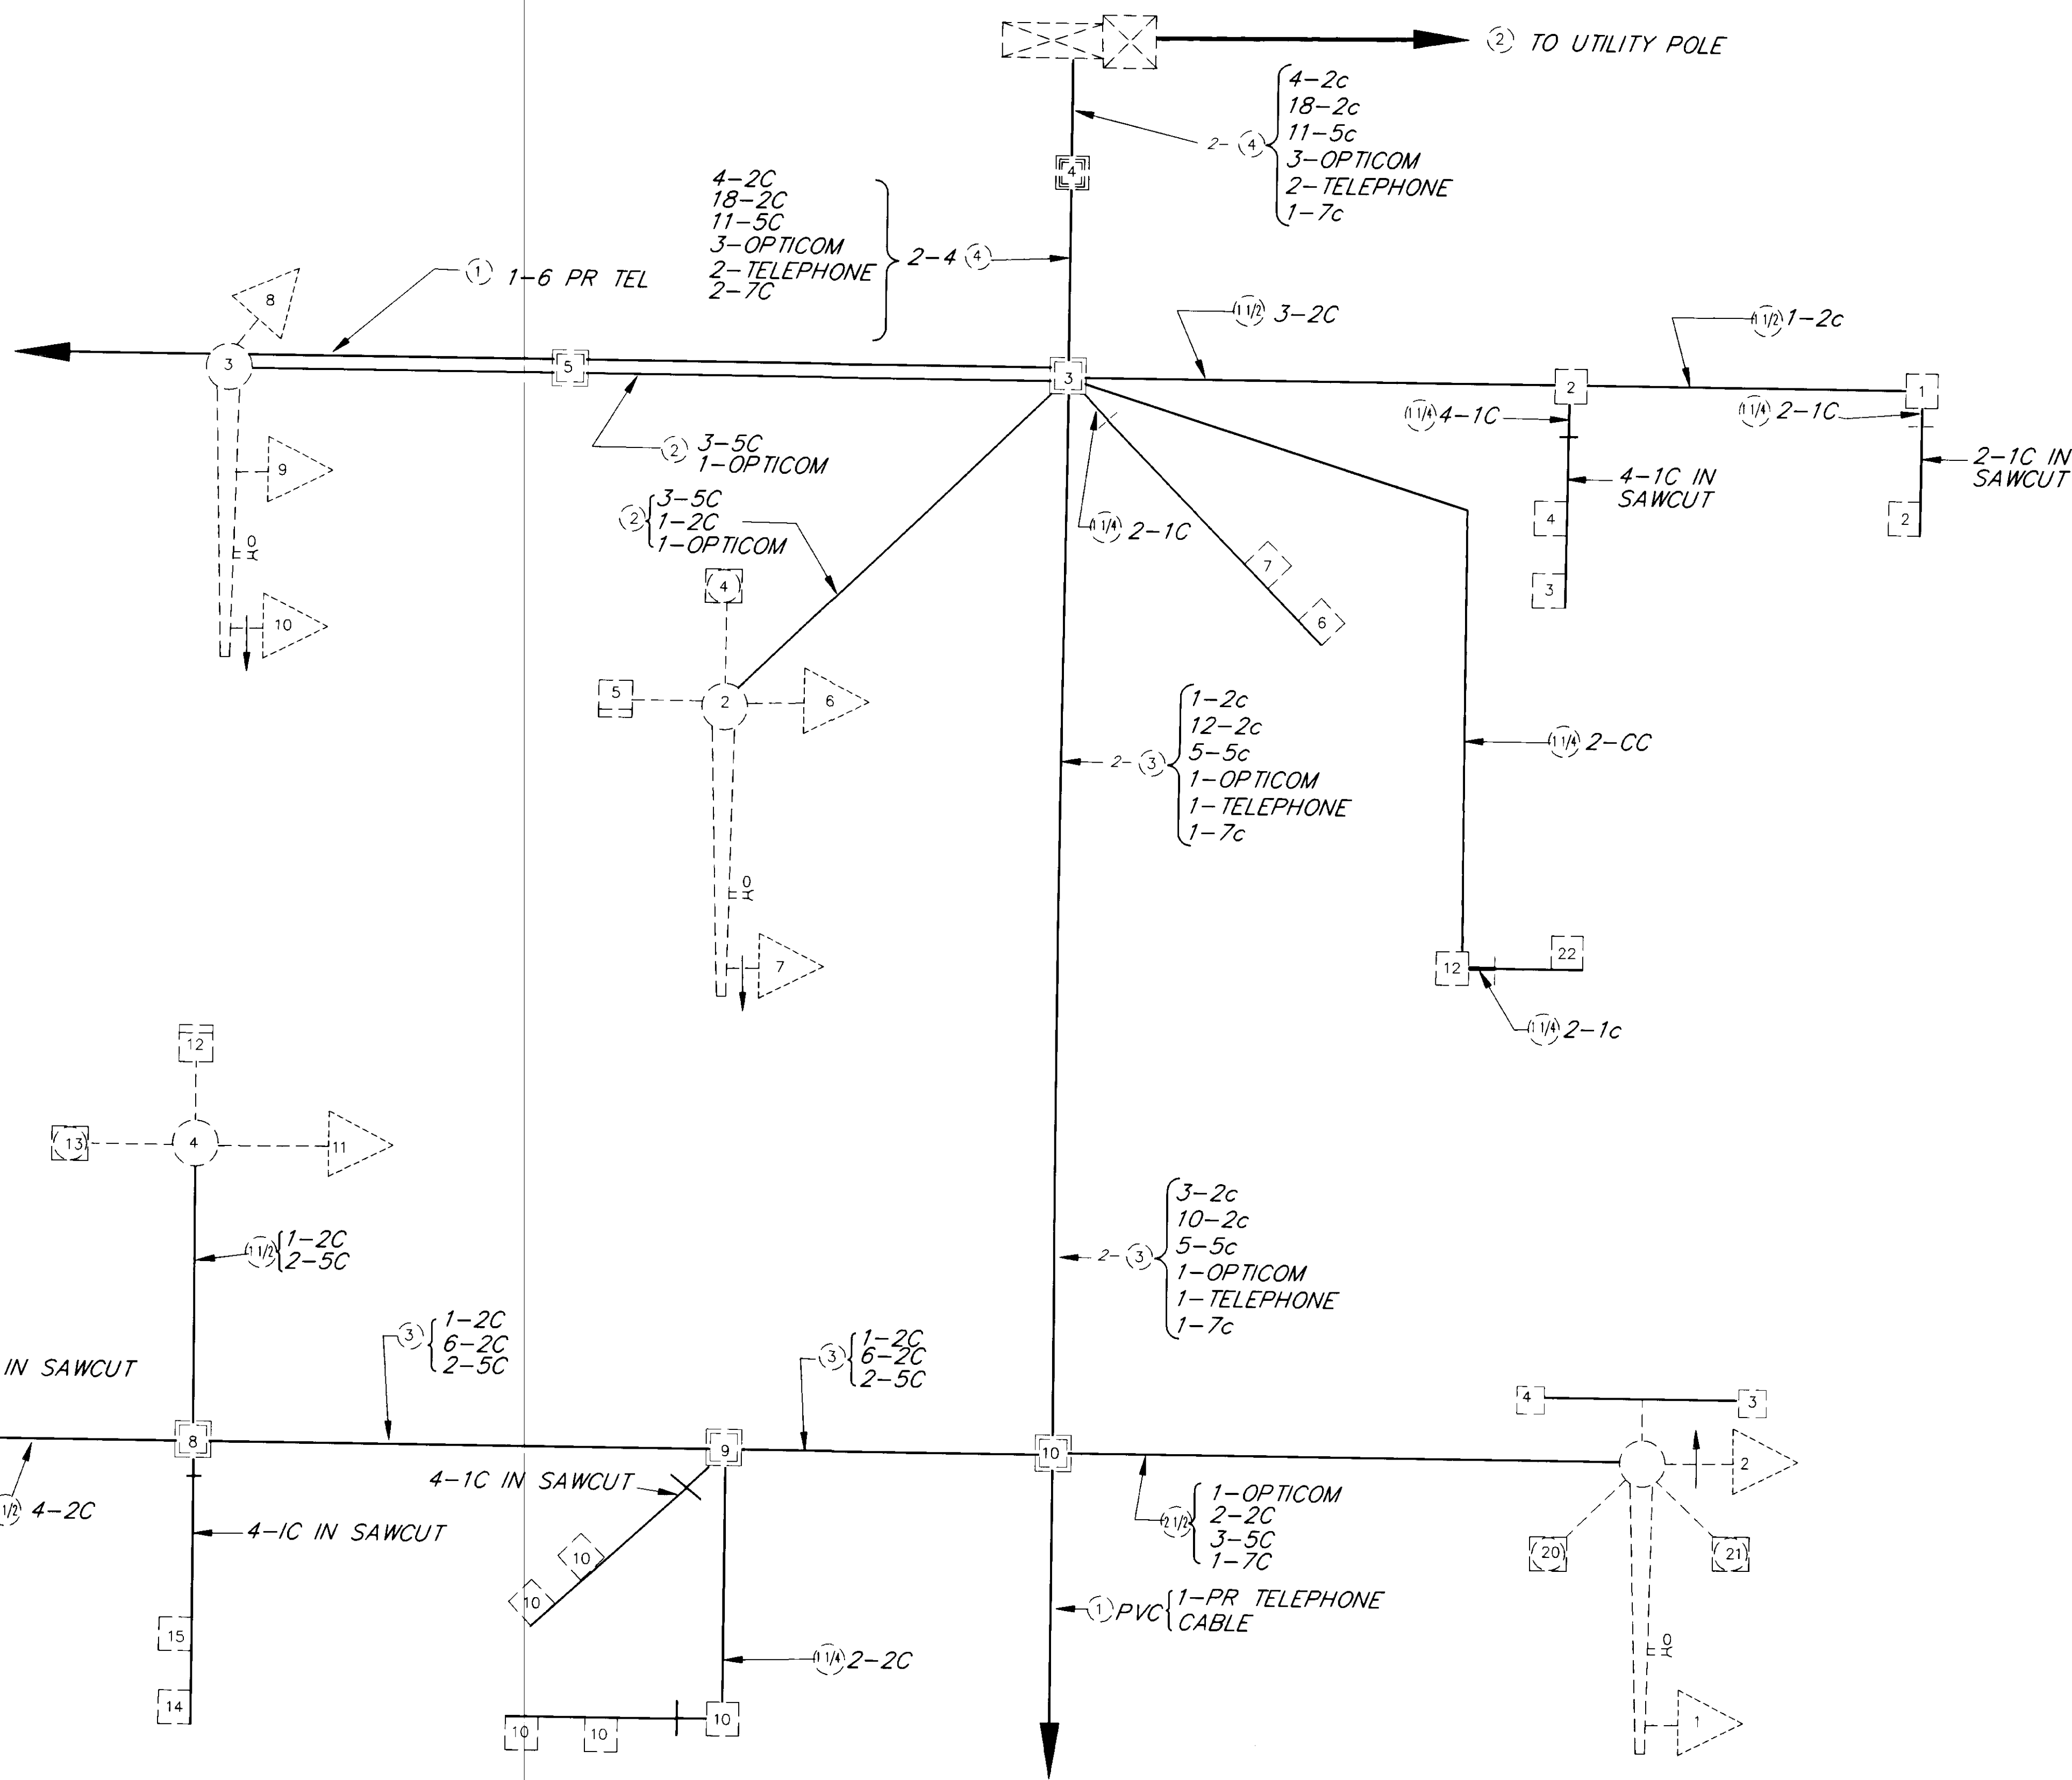 2 TO UTILITY POLE
4-2c
18-2c
11-5c
2- 4
3-OPTICOM
2-TELEPHONE
1-7c
4
4-2C
18-2C
11-5C
3-OPTICOM
2-TELEPHONE
2-7C
2-4 4
8
1 1-6 PR TEL
1 1/2 3-2C
1 1/2 1-2c
3
5
3
2
1
1 1/4 4-1C
1 1/4 2-1C
2 3-5C
1-OPTICOM
9
2-1C IN
SAWCUT
4-1C IN
SAWCUT
2
3-5C
1-2C
1-OPTICOM
1 1/4 2-1C
4
2
7
4
3
10
6
5
2
6
1-2c
12-2c
5-5c
2- 3
1-OPTICOM
1-TELEPHONE
1-7c
1 1/4 2-CC
7
12
22
1 1/4 2-1c
12
13
4
11
3-2c
10-2c
5-5c
2- 3
1-OPTICOM
1-TELEPHONE
1-7c
1 1/2
1-2C
2-5C
3
1-2C
6-2C
2-5C
3
1-2C
6-2C
2-5C
IN SAWCUT
4
3
8
9
10
2
4-1C IN SAWCUT
1/2 4-2C
4-IC IN SAWCUT
2 1/2
1-OPTICOM
2-2C
3-5C
1-7C
20
21
10
10
1 PVC
1-PR TELEPHONE
CABLE
15
1 1/4 2-2C
14
10
10
10
1